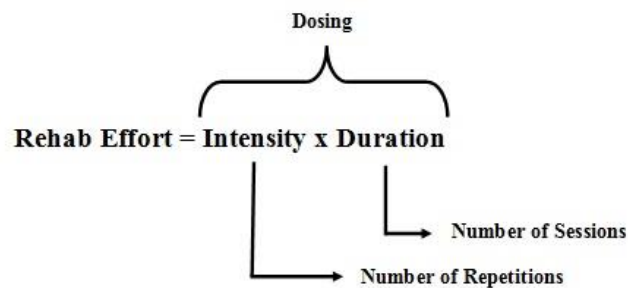 Dosing
Rehab Effort = Intensity x Duration
Number of Sessions
Number of Repetitions